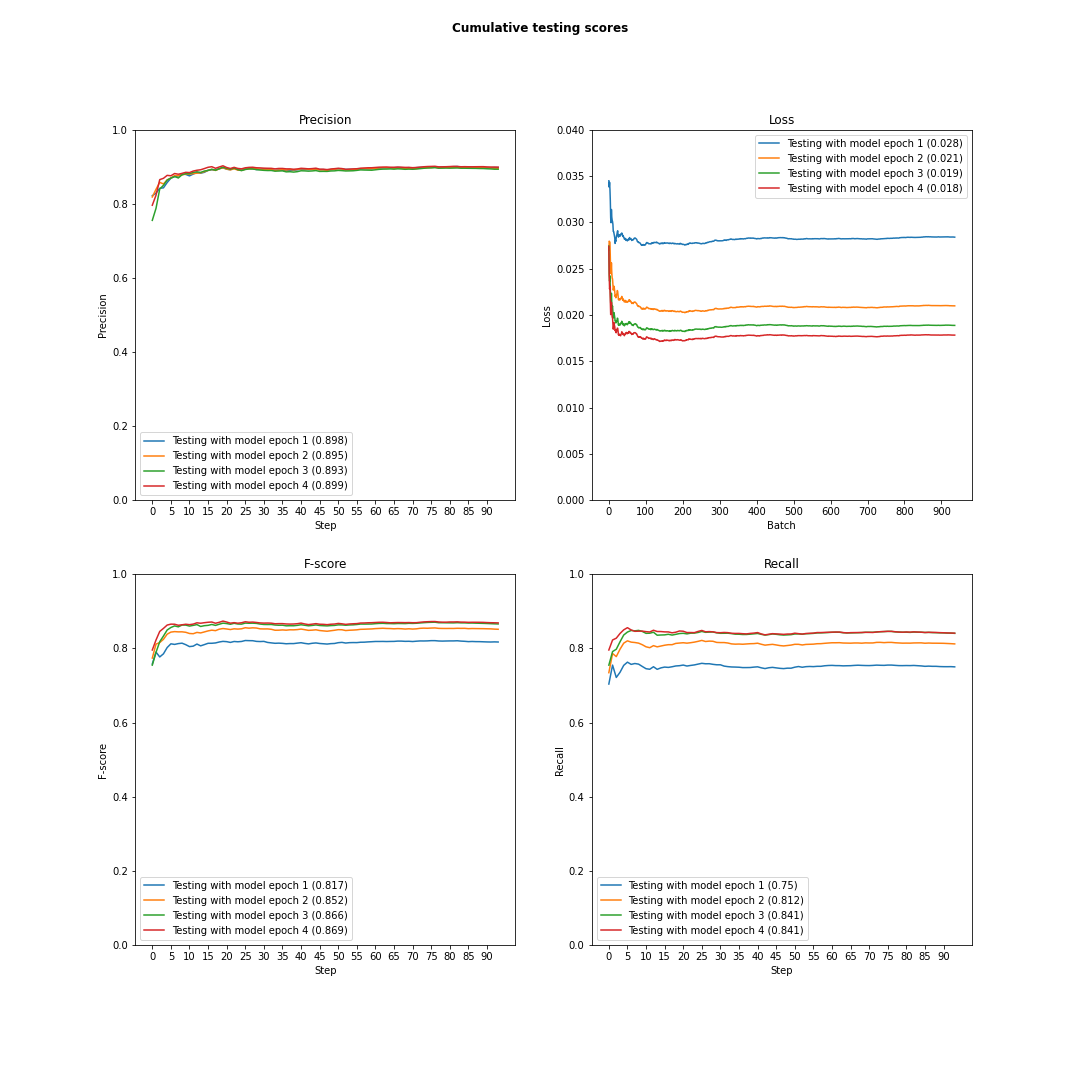 Cumulative testing scores
Precision
1.0
0.8
0.6
0.4
0.2
0.0
Precision
Testing with model epoch 1 (0.898)
Testing with model epoch 2 (0.895)
Testing with model epoch 3 (0.893)
Testing with model epoch 4 (0.899)
0 5 10 15 20 25 30 35 40 45 50 55 60 65 70 75 80 85 90
Step
Loss
0.040
0.035
0.030
0.025
0.020
0.015
0.010
0.005
0.000
Loss
Testing with model epoch 1 (0.028)
Testing with model epoch 2 (0.021)
Testing with model epoch 3 (0.019)
Testing with model epoch 4 (0.018)
0 100 200 300 400 500 600 700 800 900
Batch
F-score
1.0
0.8
0.6
0.4
0.2
0.0
F-score
Testing with model epoch 1 (0.817)
Testing with model epoch 2 (0.852)
Testing with model epoch 3 (0.866)
Testing with model epoch 4 (0.869)
0 5 10 15 20 25 30 35 40 45 50 55 60 65 70 75 80 85 90
Step
Recall
1.0
0.8
0.6
0.4
0.2
0.0
Recall
Testing with model epoch 1 (0.75)
Testing with model epoch 2 (0.812)
Testing with model epoch 3 (0.841)
Testing with model epoch 4 (0.841)
0 5 10 15 20 25 30 35 40 45 50 55 60 65 70 75 80 85 90
Step